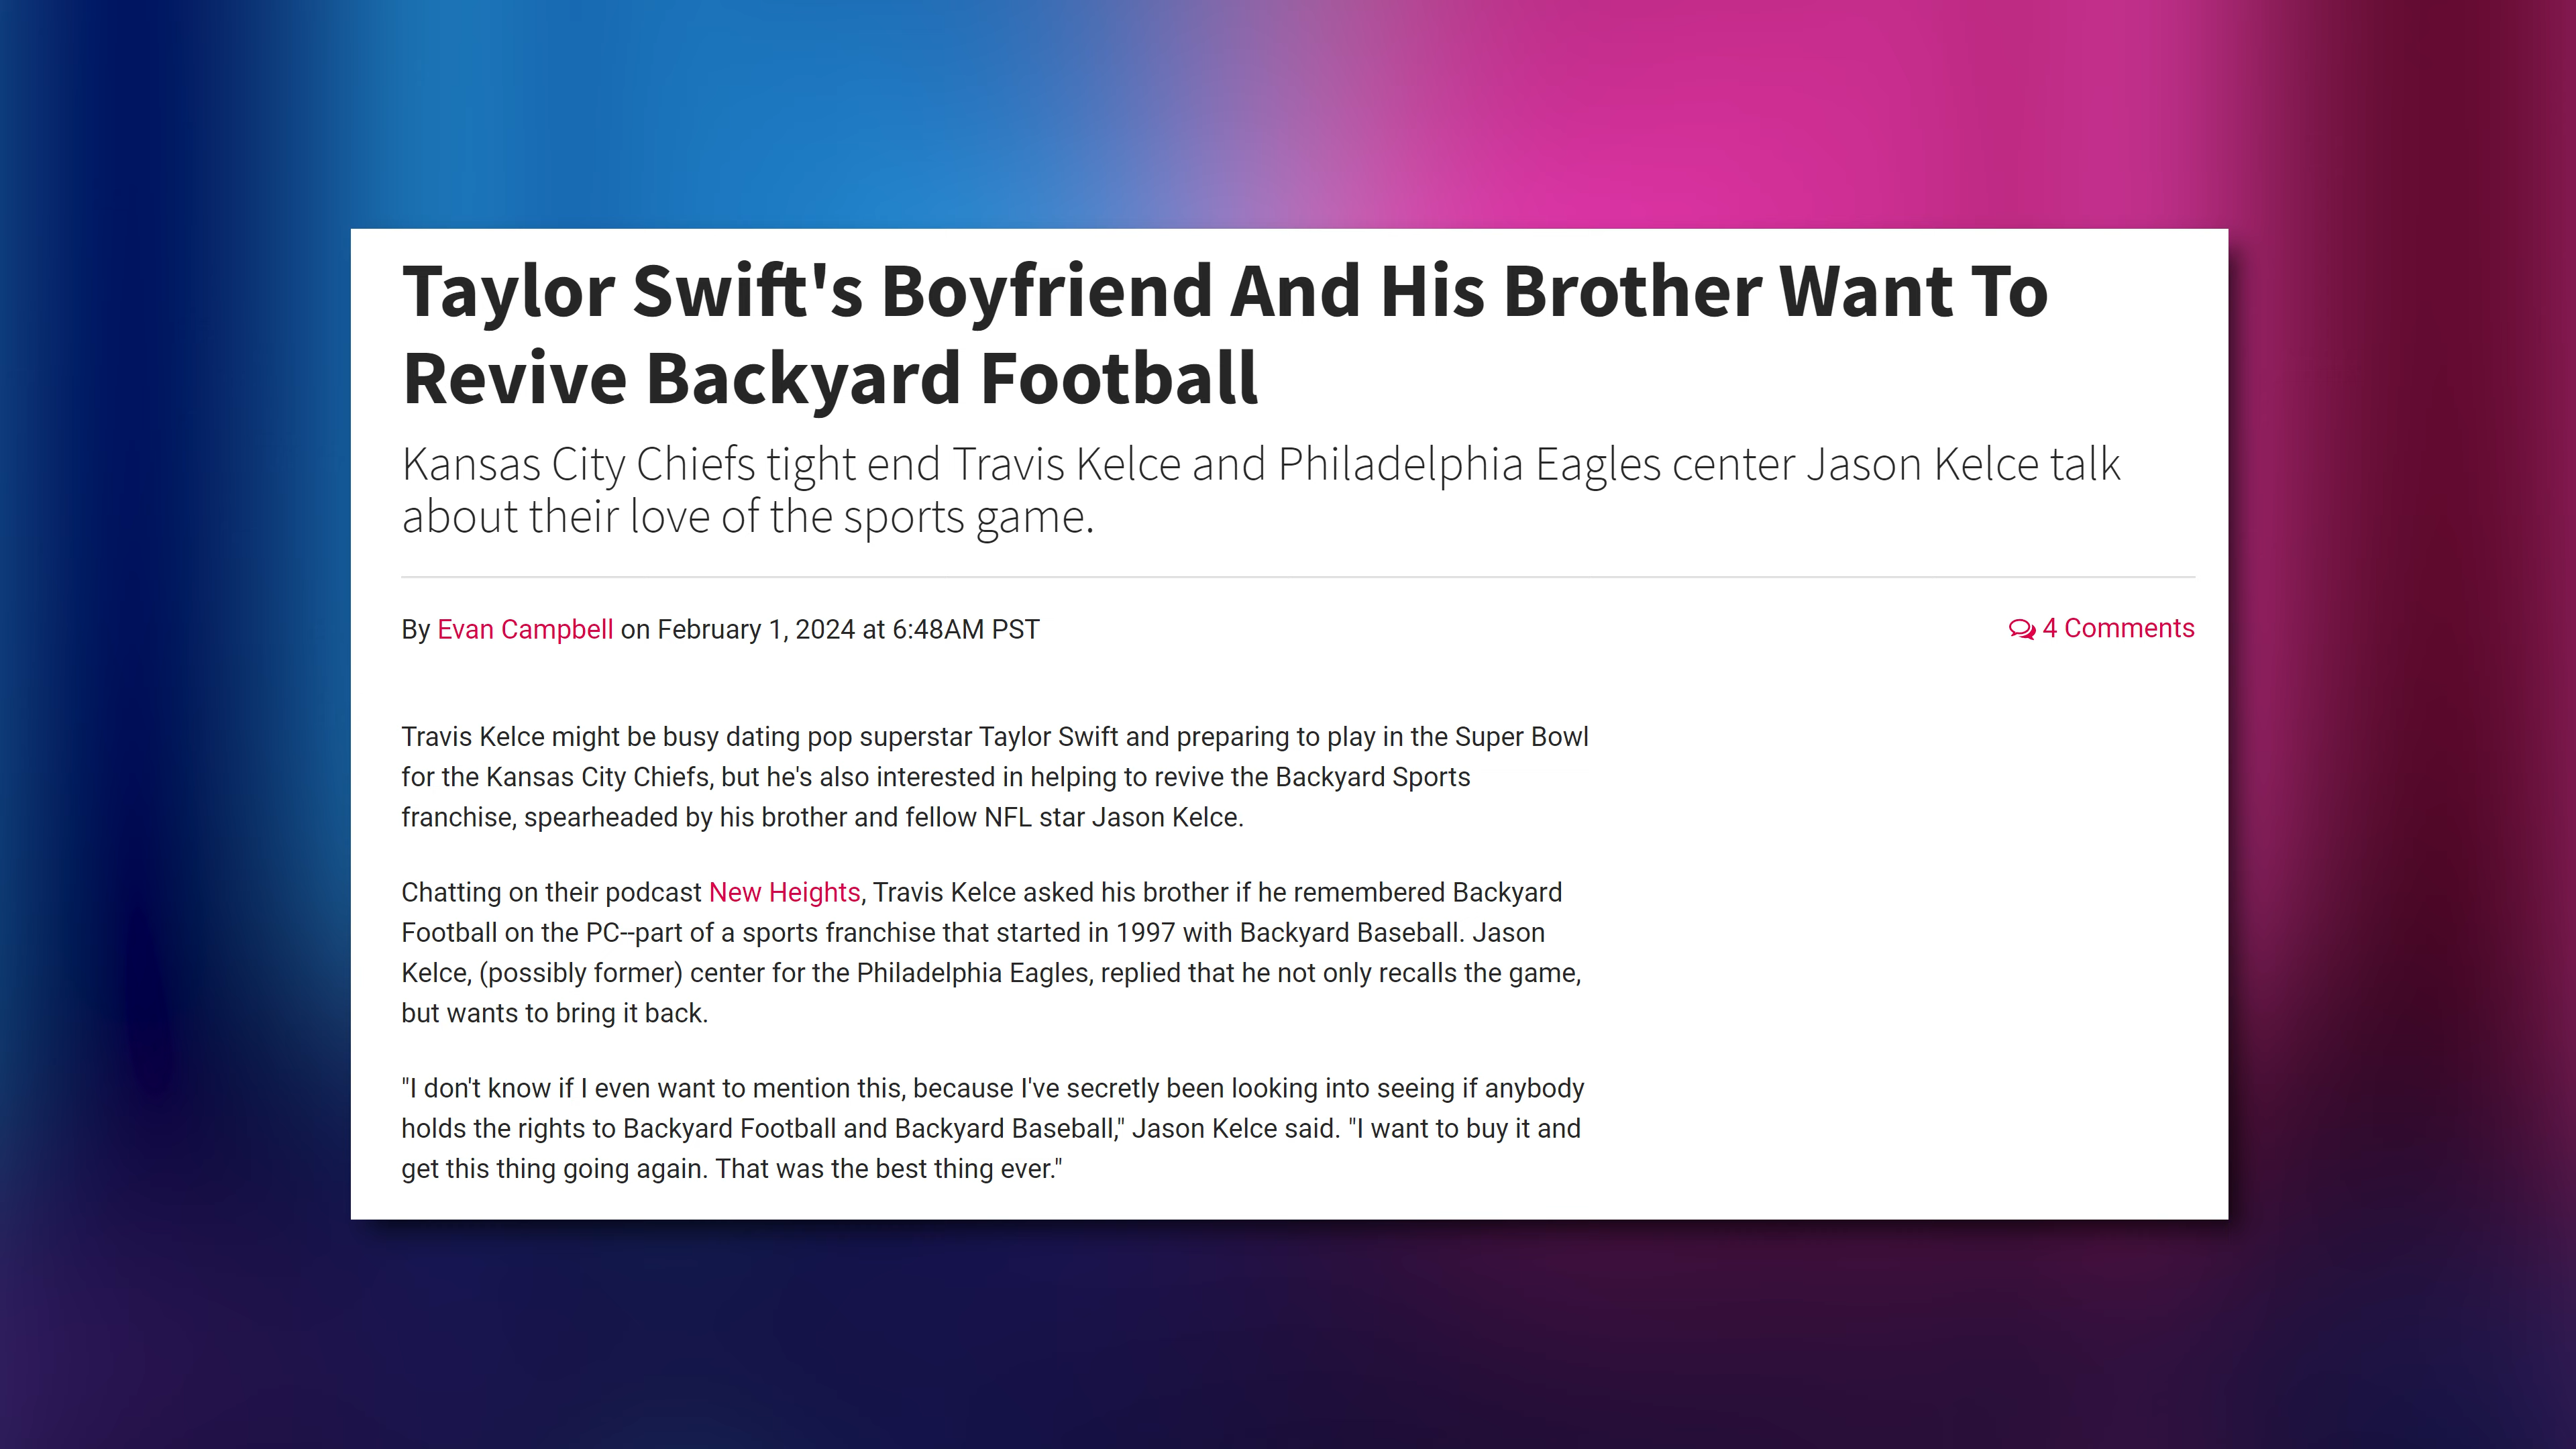 Taylor Swift's Boyfriend And His Brother Want To
Revive Backyard Football
Kansas City Chiefs tight end Travis Kelce and Philadelphia Eagles center Jason Kelce talk
about their love of the sports game.
By Evan Campbell on February 1, 2024 at 6:48AM PST
4 Comments
Travis Kelce might be busy dating pop superstar Taylor Swift and preparing to play in the Super Bowl
for the Kansas City Chiefs, but he's also interested in helping to revive the Backyard Sports
franchise, spearheaded by his brother and fellow NFL star Jason Kelce.
Chatting on their podcast New Heights, Travis Kelce asked his brother if he remembered Backyard
Football on the PC--part of a sports franchise that started in 1997 with Backyard Baseball. Jason
Kelce, (possibly former) center for the Philadelphia Eagles, replied that he not only recalls the game,
but wants to bring it back.
"I don't know if I even want to mention this, because I've secretly been looking into seeing if anybody
holds the rights to Backyard Football and Backyard Baseball," Jason Kelce said. "I want to buy it and
get this thing going again. That was the best thing ever."